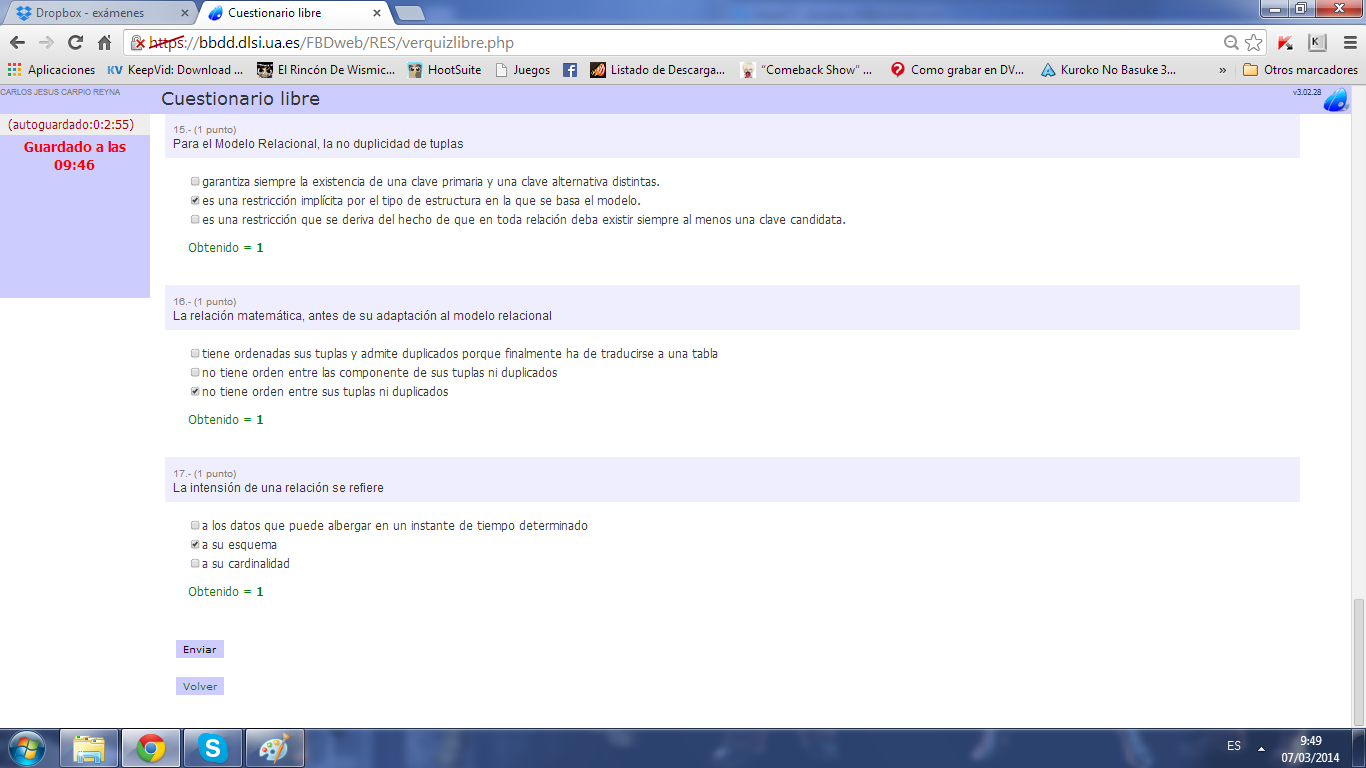 Dropbox - exámenes
Cuestionario libre
https://bbdd.dlsi.ua.es/FBDweb/RES/verquizlibre.php
Aplicaciones
KV KeepVid: Download ...
El Rincón De Wismic...
HootSuite
Juegos
Listado de Descarga...
"Comeback Show" ...
Como grabar en DV...
Kuroko No Basuke 3...
»
Otros marcadores
CARLOS JESUS CARPIO REYNA
Cuestionario libre
v3.02.28
(autoguardado:0:2:55)
Guardado a las
09:46
15.- (1 punto)
Para el Modelo Relacional, la no duplicidad de tuplas
garantiza siempre la existencia de una clave primaria y una clave alternativa distintas.
es una restricción implícita por el tipo de estructura en la que se basa el modelo.
es una restricción que se deriva del hecho de que en toda relación deba existir siempre al menos una clave candidata.
Obtenido = 1
16.- (1 punto)
La relación matemática, antes de su adaptación al modelo relacional
tiene ordenadas sus tuplas y admite duplicados porque finalmente ha de traducirse a una tabla
no tiene orden entre las componente de sus tuplas ni duplicados
no tiene orden entre sus tuplas ni duplicados
Obtenido = 1
17.- (1 punto)
La intensión de una relación se refiere
a los datos que puede albergar en un instante de tiempo determinado
a su esquema
a su cardinalidad
Obtenido = 1
Enviar
Volver
ES
9:49
07/03/2014